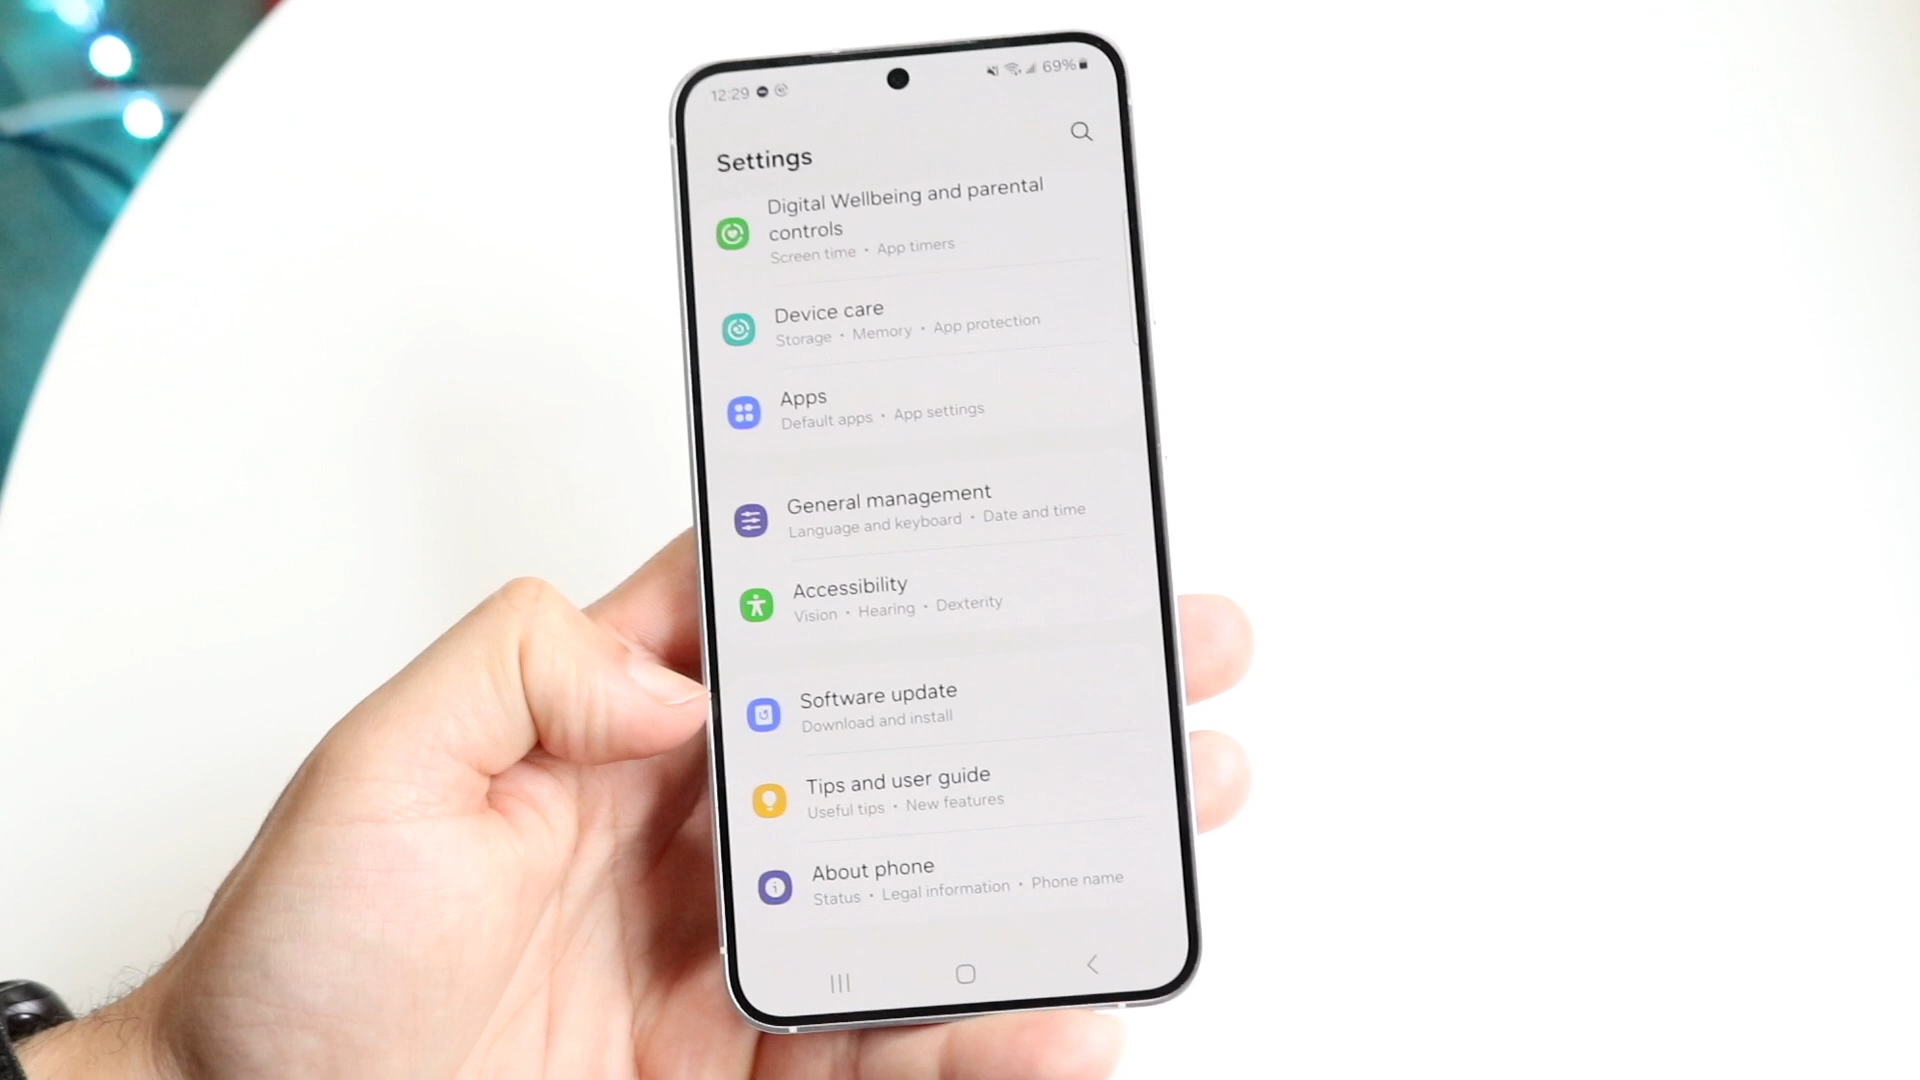 12:29
69%
Settings
Digital Wellbeing and parental
controls
Screen time • App timers
Device care
Storage • Memory • App protection
Apps
Default apps • App settings
General management
Language and keyboard • Date and time
Accessibility
Vision • Hearing • Dexterity
Software update
Download and install
Tips and user guide
Useful tips • New features
About phone
Status • Legal information • Phone name